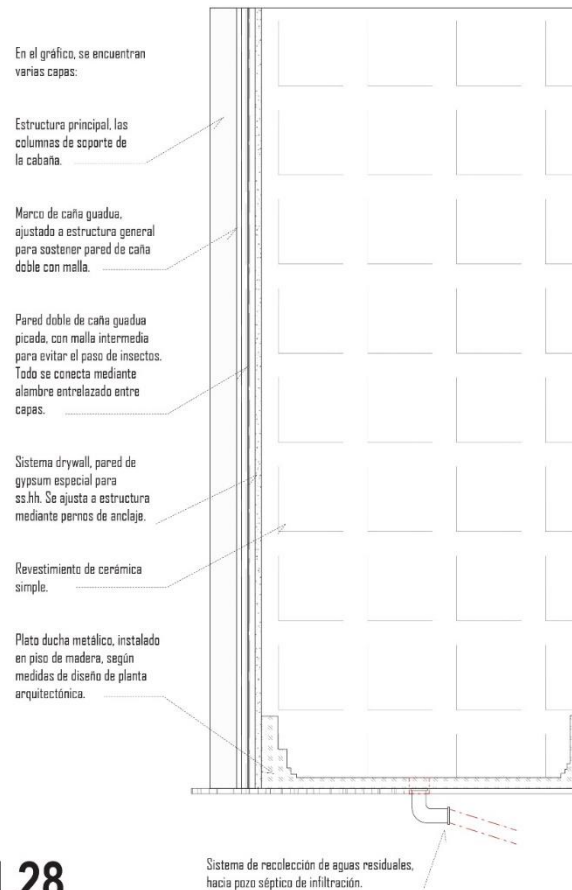 En el gráfico, se encuentran
varias capas:
Estructura principal, las
columnas de soporte de
la cabaña.
Marco de caña guadua,
ajustado a estructura general
para sostener pared de caña
doble con malla.
Pared doble de caña guadua
picada, con malla intermedia
para evitar el paso de insectos.
Todo se conecta mediante
alambre entrelazado entre
capas.
Sistema drywall, pared de
gypsum especial para
ss.hh. Se ajusta a estructura
mediante pernos de anclaje.
Revestimiento de cerámica
simple.
Plato ducha metálico, instalado
en piso de madera, según
medidas de diseño de planta
arquitectónica.
Sistema de recolección de aguas residuales,
hacia pozo séptico de infiltración.
28